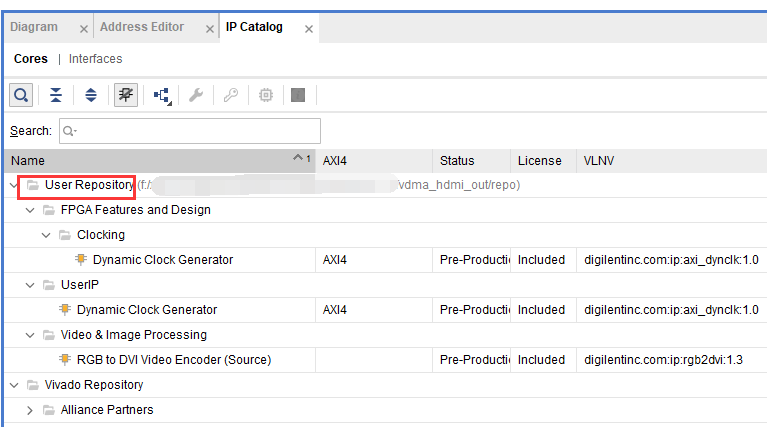 Diagram Address Editor IP Catalog
Cores | Interfaces
Search:
Name 1 AXI4 Status License VLNV
User Repository (f:/ /vdma_hdmi_out/repo)
FPGA Features and Design
Clocking
Dynamic Clock Generator AXI4 Pre-Productio Included digilentinc.com:ip:axi_dynclk:1.0
UserIP
Dynamic Clock Generator AXI4 Pre-Productio Included digilentinc.com:ip:axi_dynclk:1.0
Video & Image Processing
RGB to DVI Video Encoder (Source) Pre-Productio Included digilentinc.com:ip:rgb2dvi:1.3
Vivado Repository
Alliance Partners